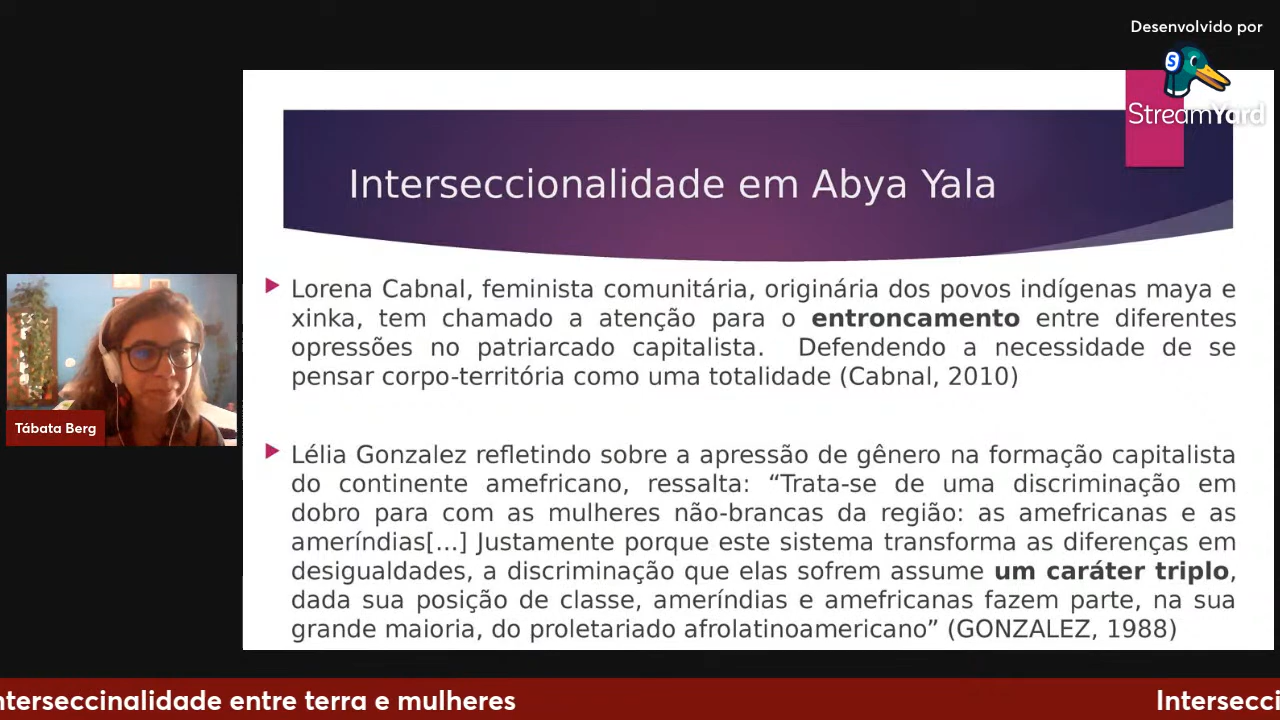 Desenvolvido por
StreamYard
Interseccionalidade em Abya Yala
Lorena Cabnal, feminista comunitária, originária dos povos indígenas maya e
xinka, tem chamado a atenção para o entroncamento entre diferentes
opressões no patriarcado capitalista. Defendendo a necessidade de se
pensar corpo-território como uma totalidade (Cabnal, 2010)
Lélia Gonzalez refletindo sobre a apressão de gênero na formação capitalista
do continente amefricano, ressalta: “Trata-se de uma discriminação em
dobro para com as mulheres não-brancas da região: as amefricanas e as
ameríndias[...] Justamente porque este sistema transforma as diferenças em
desigualdades, a discriminação que elas sofrem assume um caráter triplo,
dada sua posição de classe, ameríndias e amefricanas fazem parte, na sua
grande maioria, do proletariado afrolatinoamericano” (GONZALEZ, 1988)
Tábata Berg
nterseccinalidade entre terra e mulheres
Intersecci